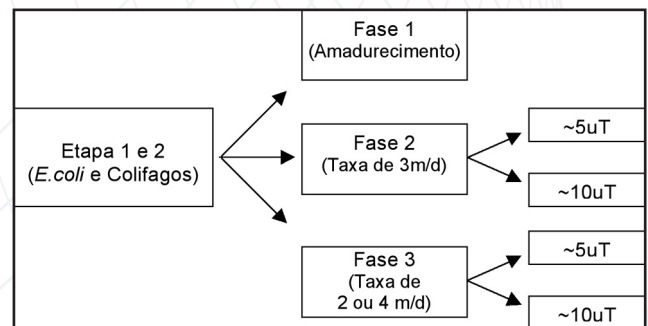 Fase 1
(Amadurecimento)
Etapa 1 e 2
(E.coli e Colifagos)
Fase 2
(Taxa de 3m/d)
~5uT
~10uT
Fase 3
(Taxa de
2 ou 4 m/d)
~5uT
~10uT